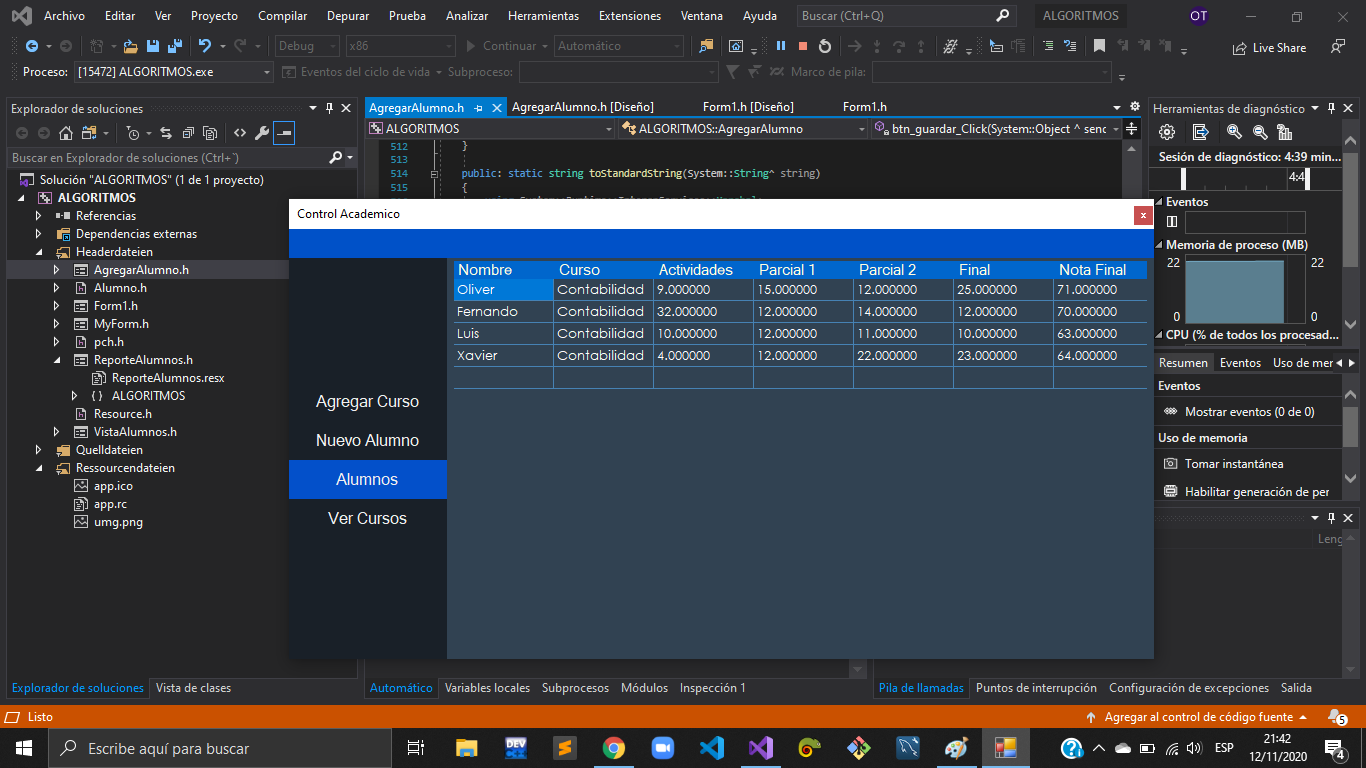 Archivo Editar Ver Proyecto Compilar Depurar Prueba Analizar Herramientas Extensiones Ventana Ayuda Buscar (Ctrl+Q) ALGORITMOS OT
Debug x86 Continuar Automático Live Share
Proceso: [15472] ALGORITMOS.exe Eventos del ciclo de vida Subproceso: Marco de pila:
Explorador de soluciones
Buscar en Explorador de soluciones (Ctrl+¨)
Solución "ALGORITMOS" (1 de 1 proyecto)
ALGORITMOS
Referencias
Dependencias externas
Headerdateien
AgregarAlumno.h
Alumno.h
Form1.h
MyForm.h
pch.h
ReporteAlumnos.h
ReporteAlumnos.resx
{ } ALGORITMOS
Resource.h
VistaAlumnos.h
Quelldateien
Ressourcendateien
app.ico
app.rc
umg.png
Explorador de soluciones Vista de clases
AgregarAlumno.h AgregarAlumno.h [Diseño] Form1.h [Diseño] Form1.h
ALGORITMOS ALGORITMOS::AgregarAlumno btn_guardar_Click(System::Object ^ senc
512 }
513
514 public: static string toStandardString(System::String^ string)
515 {
Control Academico x
Agregar Curso
Nuevo Alumno
Alumnos
Ver Cursos
Nombre Curso Actividades Parcial 1 Parcial 2 Final Nota Final
Oliver Contabilidad 9.000000 15.000000 12.000000 25.000000 71.000000
Fernando Contabilidad 32.000000 12.000000 14.000000 12.000000 70.000000
Luis Contabilidad 10.000000 12.000000 11.000000 10.000000 63.000000
Xavier Contabilidad 4.000000 12.000000 22.000000 23.000000 64.000000
Herramientas de diagnóstico
Sesión de diagnóstico: 4:39 min...
4:4
Eventos
Memoria de proceso (MB)
22 22
0 0
CPU (% de todos los procesad...
Resumen Eventos Uso de mer
Eventos
Mostrar eventos (0 de 0)
Uso de memoria
Tomar instantánea
Habilitar generación de per
Leng
Automático Variables locales Subprocesos Módulos Inspección 1
Pila de llamadas Puntos de interrupción Configuración de excepciones Salida
Listo Agregar al control de código fuente 5
Escribe aquí para buscar
DEV
ESP
21:42
12/11/2020
4